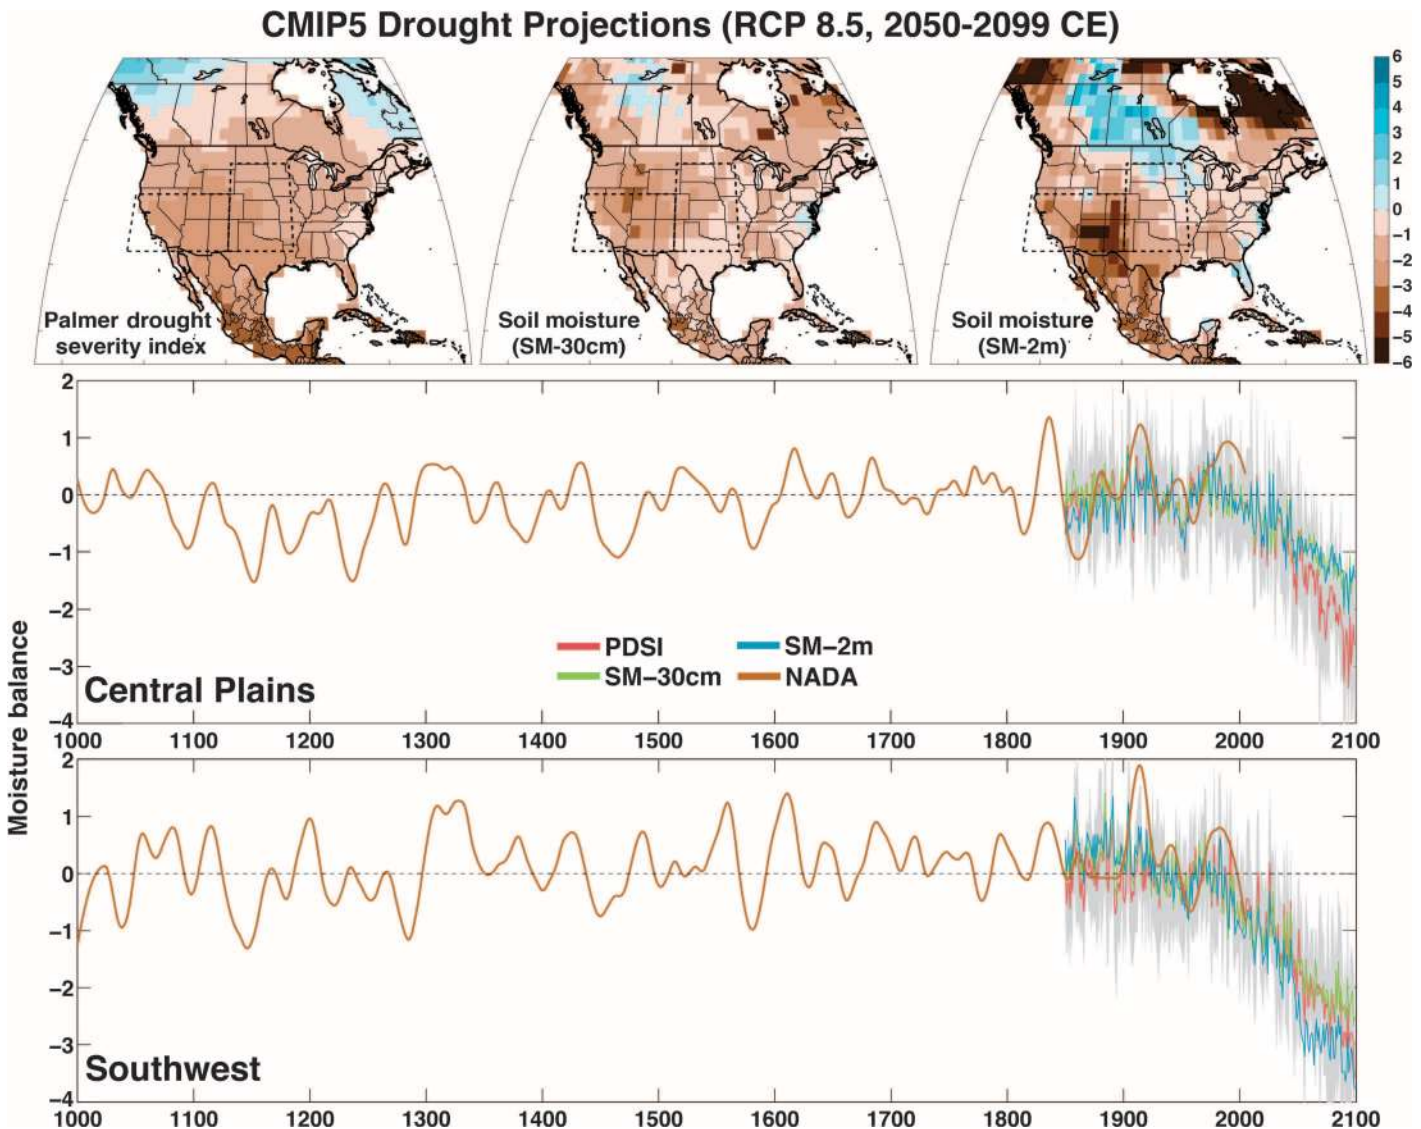 CMIP5 Drought Projections (RCP 8.5, 2050-2099 CE)
Palmer drought
severity index
Soil moisture
(SM-30cm)
Soil moisture
(SM-2m)
6
5
4
3
2
1
0
−1
−2
−3
−4
−5
−6
Moisture balance
2
1
0
−1
−2
−3
−4
PDSI
SM−2m
SM−30cm
NADA
Central Plains
1000 1100 1200 1300 1400 1500 1600 1700 1800 1900 2000 2100
2
1
0
−1
−2
−3
−4
Southwest
1000 1100 1200 1300 1400 1500 1600 1700 1800 1900 2000 2100